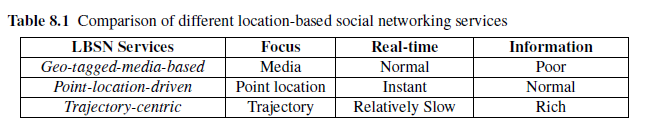 Table 8.1 Comparison of different location-based social networking services
LBSN Services Focus Real-time Information
Geo-tagged-media-based Media Normal Poor
Point-location-driven Point location Instant Normal
Trajectory-centric Trajectory Relatively Slow Rich